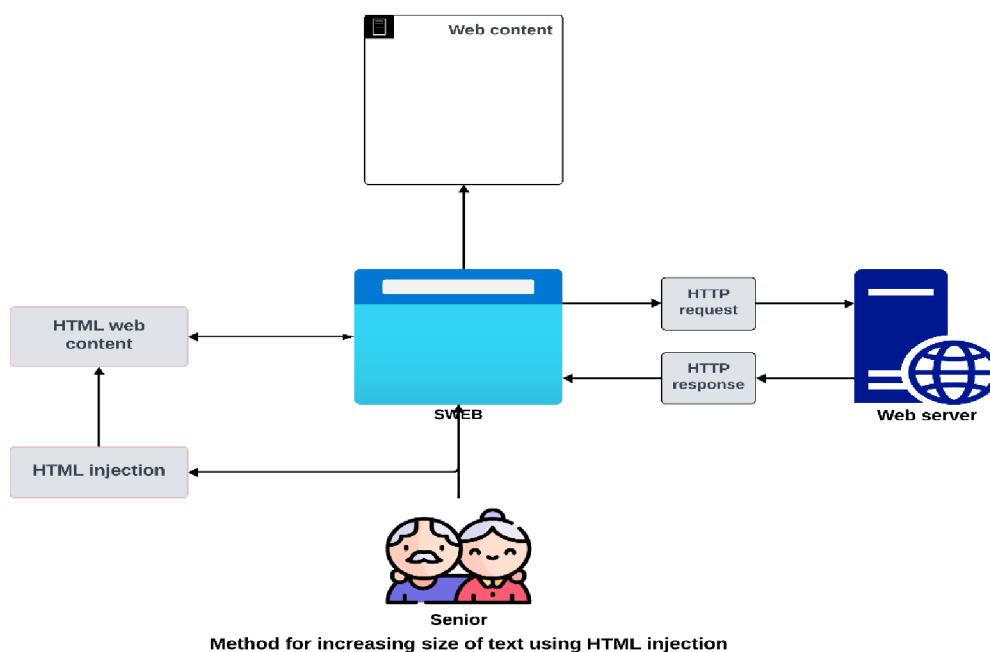 Web content
HTTP
request
HTML web
content
HTTP
response
SWEB
Web server
HTML injection
Senior
Method for increasing size of text using HTML injection